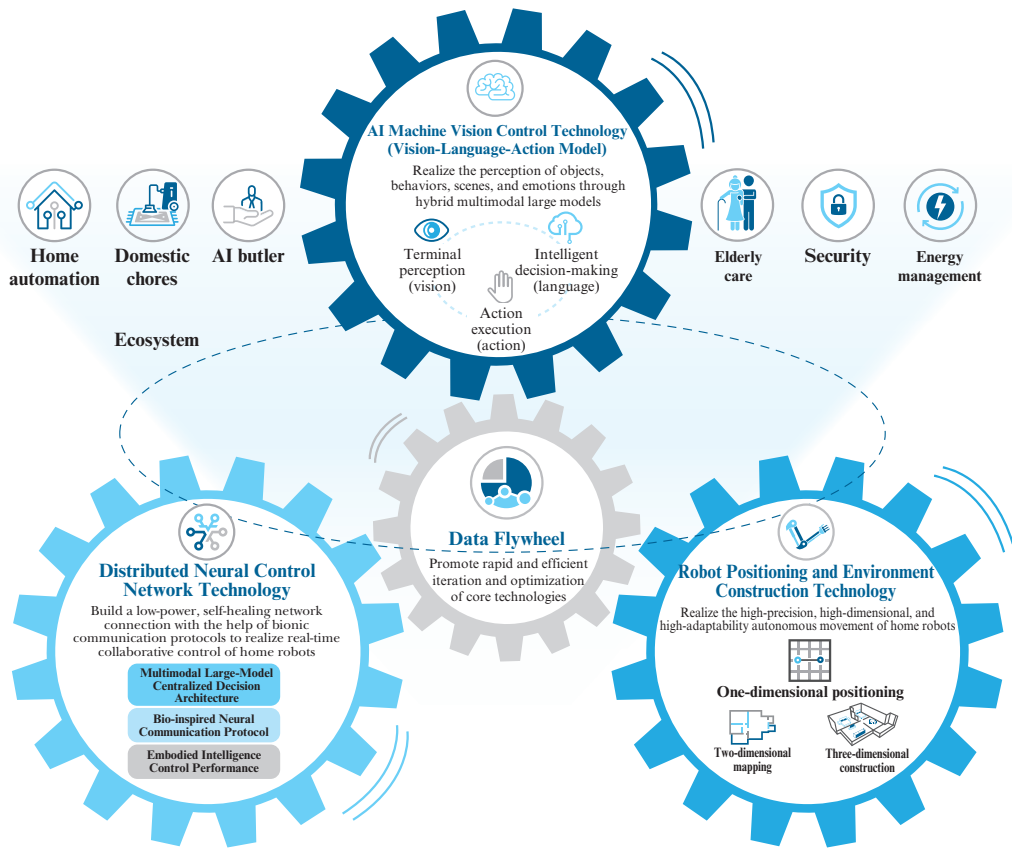 AI Machine Vision Control Technology
(Vision-Language-Action Model)
Realize the perception of objects,
behaviors, scenes, and emotions through
hybrid multimodal large models
Terminal
perception
(vision)
Intelligent
decision-making
(language)
Action
execution
(action)
Home
automation
Domestic
chores
AI butler
Elderly
care
Security
Energy
management
Ecosystem
Data Flywheel
Promote rapid and efficient
iteration and optimization
of core technologies
Distributed Neural Control
Network Technology
Build a low-power, self-healing network
connection with the help of bionic
communication protocols to realize real-time
collaborative control of home robots
Multimodal Large-Model
Centralized Decision
Architecture
Bio-inspired Neural
Communication Protocol
Embodied Intelligence
Control Performance
Robot Positioning and Environment
Construction Technology
Realize the high-precision, high-dimensional, and
high-adaptability autonomous movement of home robots
One-dimensional positioning
Two-dimensional
mapping
Three-dimensional
construction